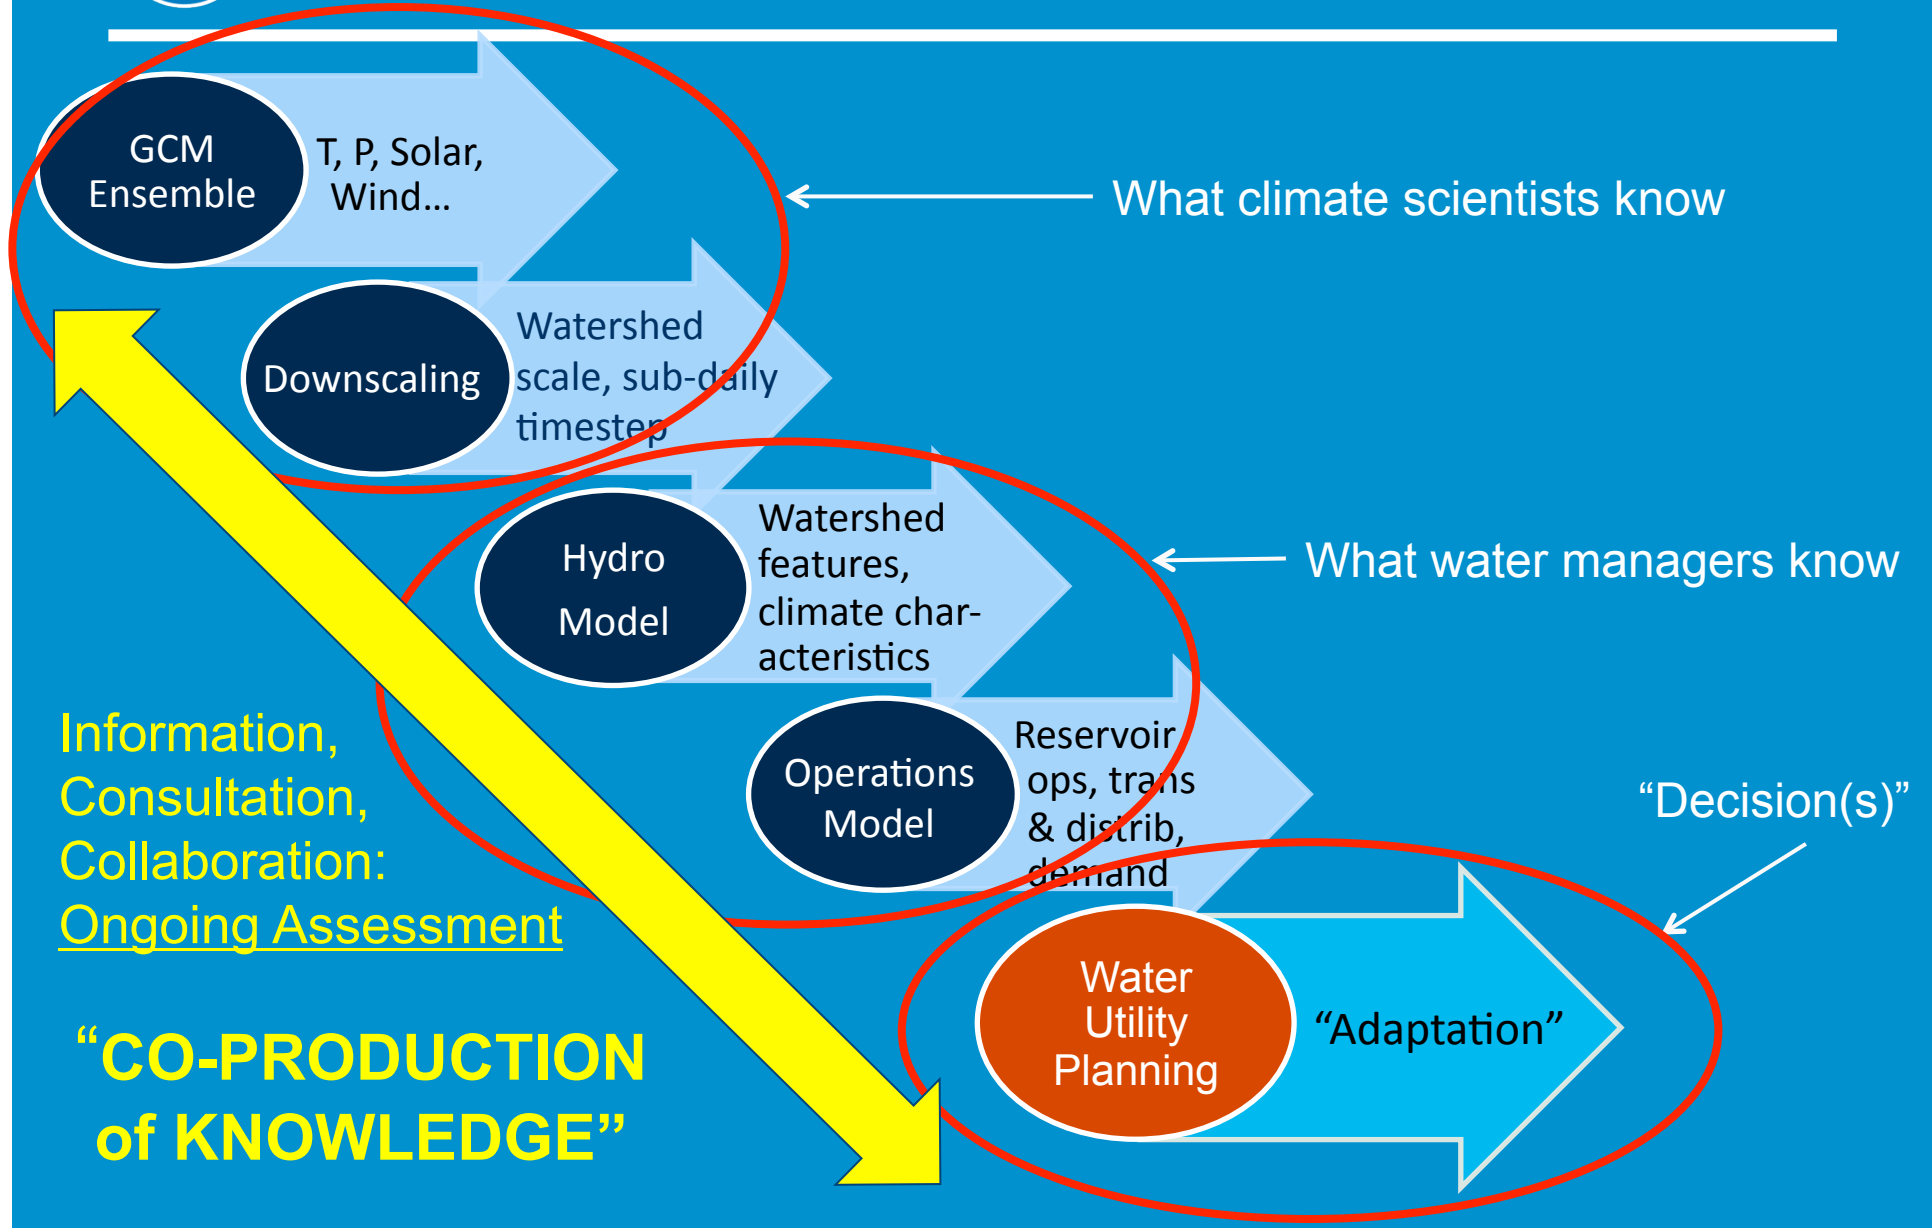 GCM
Ensemble
T, P, Solar,
Wind…
What climate scientists know
Downscaling
Watershed
scale, sub-daily
timestep
Hydro
Model
Watershed
features,
climate char-
acteristics
What water managers know
Operations
Model
Reservoir
ops, trans
& distrib,
demand
Information,
Consultation,
Collaboration:
Ongoing Assessment
“Decision(s)”
Water
Utility
Planning
“Adaptation”
“CO-PRODUCTION
of KNOWLEDGE”